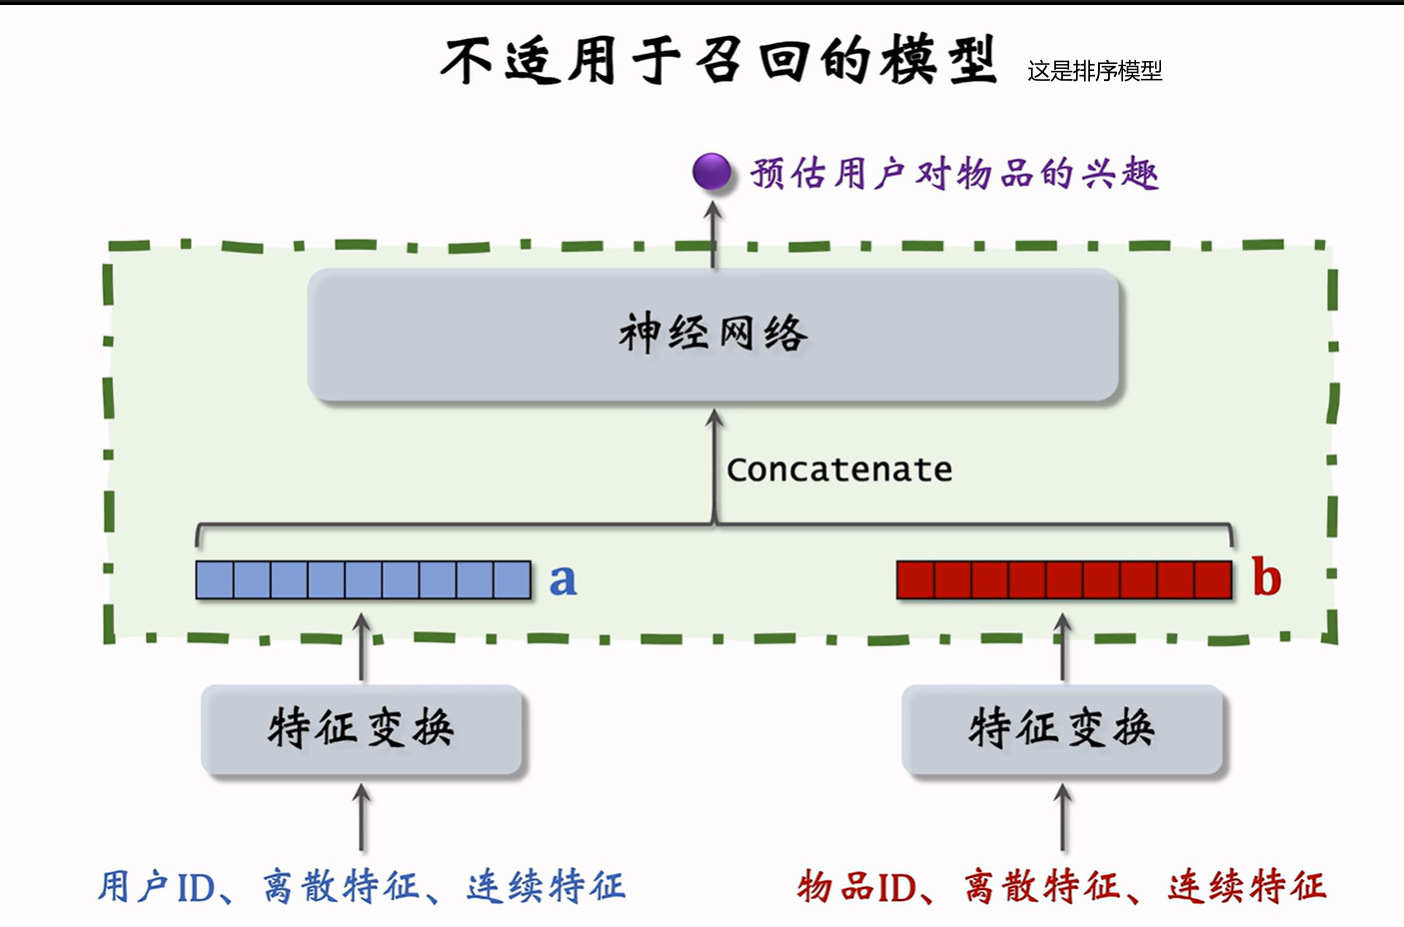 不适用于召回的模型 这是排序模型
预估用户对物品的兴趣
神经网络
Concatenate
a
b
特征变换
特征变换
用户ID、离散特征、连续特征
物品ID、离散特征、连续特征